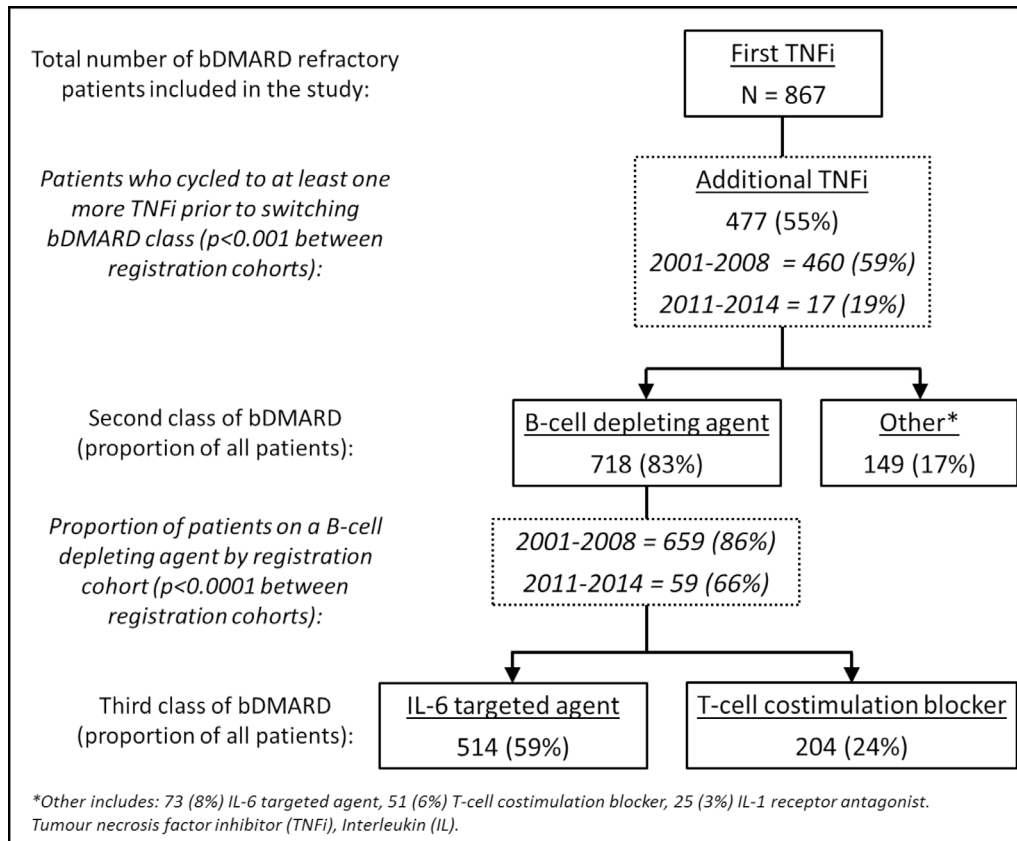 Total number of bDMARD refractory
patients included in the study:
First TNFi
N = 867
Patients who cycled to at least one
more TNFi prior to switching
bDMARD class (p<0.001 between
registration cohorts):
Additional TNFi
477 (55%)
2001-2008 = 460 (59%)
2011-2014 = 17 (19%)
Second class of bDMARD
(proportion of all patients):
B-cell depleting agent
718 (83%)
Other*
149 (17%)
Proportion of patients on a B-cell
depleting agent by registration
cohort (p<0.0001 between
registration cohorts):
2001-2008 = 659 (86%)
2011-2014 = 59 (66%)
Third class of bDMARD
(proportion of all patients):
IL-6 targeted agent
514 (59%)
T-cell costimulation blocker
204 (24%)
*Other includes: 73 (8%) IL-6 targeted agent, 51 (6%) T-cell costimulation blocker, 25 (3%) IL-1 receptor antagonist.
Tumour necrosis factor inhibitor (TNFi), Interleukin (IL).